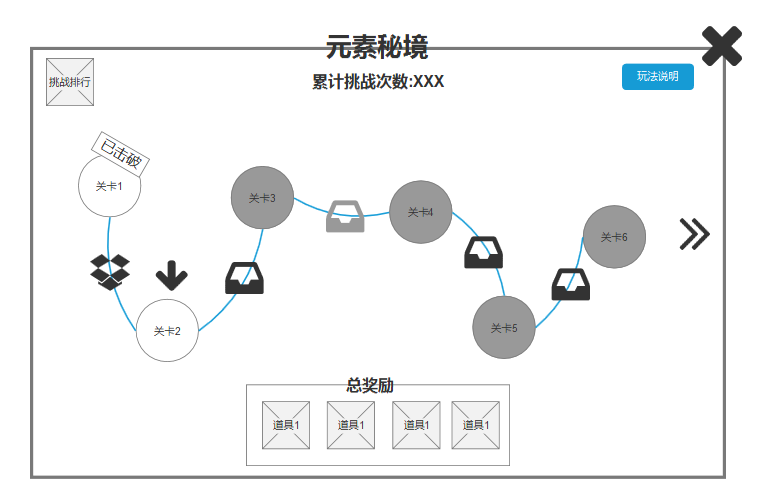 元素秘境
挑战排行
累计挑战次数:XXX
玩法说明
已击破
关卡1
关卡3
关卡4
关卡6
关卡2
关卡5
总奖励
道具1
道具1
道具1
道具1